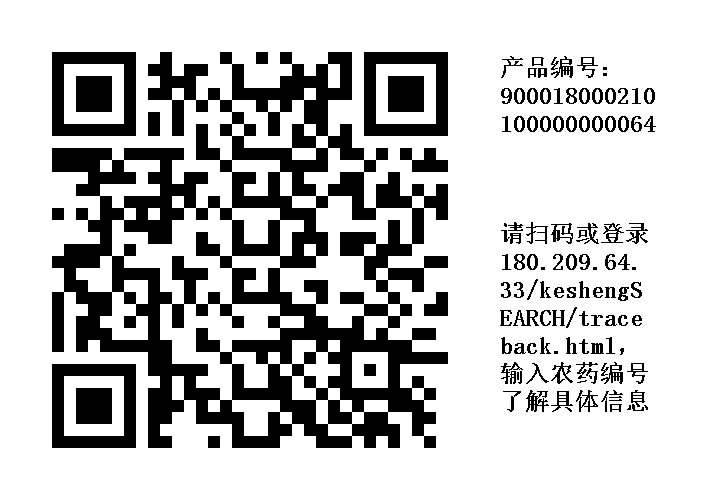 产品编号：
900018000210
100000000064
请扫码或登录
180.209.64.
33/keshengS
EARCH/trace
back.html，
输入农药编号
了解具体信息